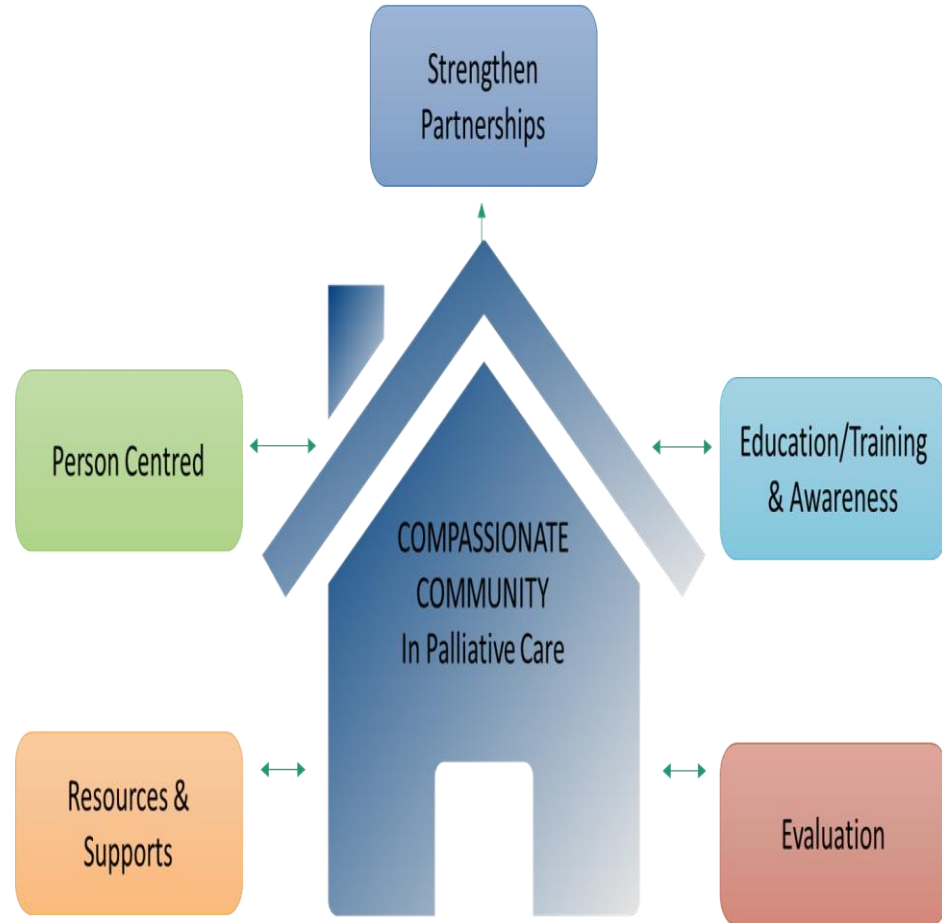 Strengthen
Partnerships
Person Centred
Education/Training
& Awareness
COMPASSIONATE
COMMUNITY
In Palliative Care
Resources &
Supports
Evaluation